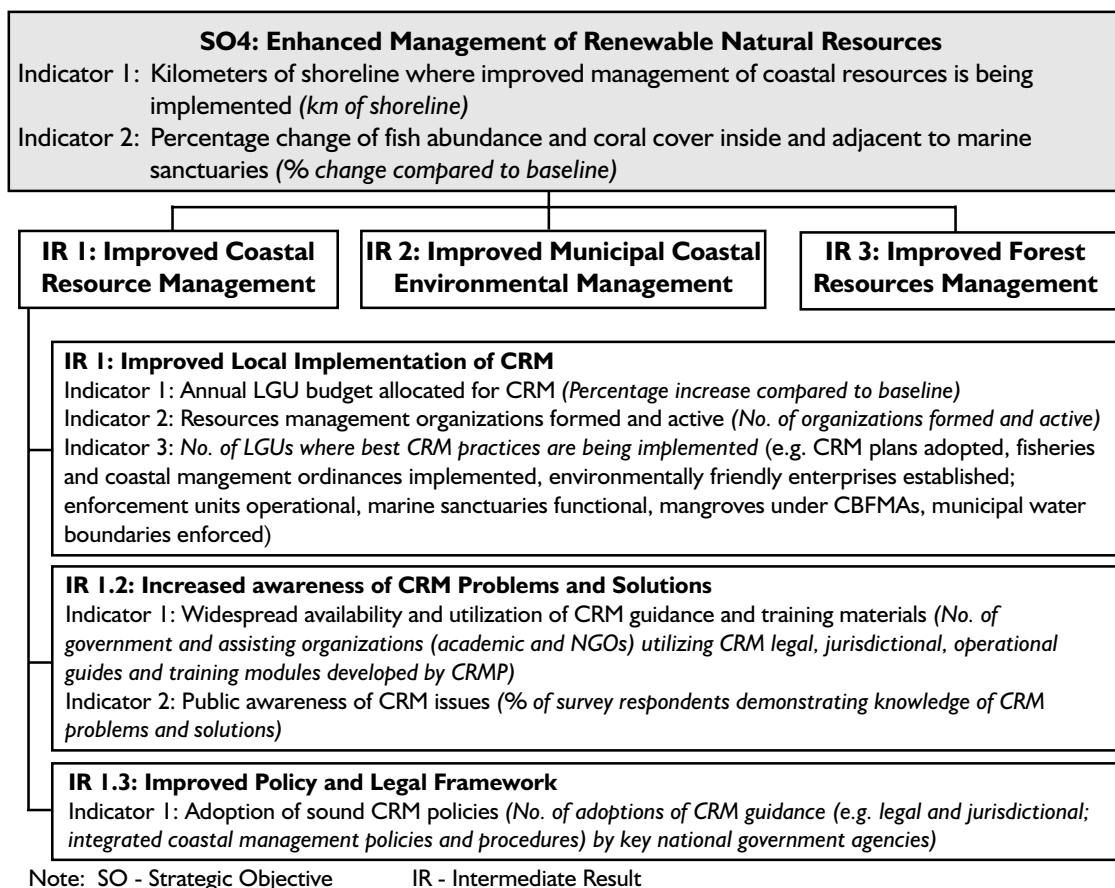 SO4: Enhanced Management of Renewable Natural Resources
Indicator 1: Kilometers of shoreline where improved management of coastal resources is being
implemented (km of shoreline)
Indicator 2: Percentage change of fish abundance and coral cover inside and adjacent to marine
sanctuaries (% change compared to baseline)
IR 1: Improved Coastal
Resource Management
IR 2: Improved Municipal Coastal
Environmental Management
IR 3: Improved Forest
Resources Management
IR 1: Improved Local Implementation of CRM
Indicator 1: Annual LGU budget allocated for CRM (Percentage increase compared to baseline)
Indicator 2: Resources management organizations formed and active (No. of organizations formed and active)
Indicator 3: No. of LGUs where best CRM practices are being implemented (e.g. CRM plans adopted, fisheries
and coastal mangement ordinances implemented, environmentally friendly enterprises established;
enforcement units operational, marine sanctuaries functional, mangroves under CBFMAs, municipal water
boundaries enforced)
IR 1.2: Increased awareness of CRM Problems and Solutions
Indicator 1: Widespread availability and utilization of CRM guidance and training materials (No. of
government and assisting organizations (academic and NGOs) utilizing CRM legal, jurisdictional, operational
guides and training modules developed by CRMP)
Indicator 2: Public awareness of CRM issues (% of survey respondents demonstrating knowledge of CRM
problems and solutions)
IR 1.3: Improved Policy and Legal Framework
Indicator 1: Adoption of sound CRM policies (No. of adoptions of CRM guidance (e.g. legal and jurisdictional;
integrated coastal management policies and procedures) by key national government agencies)
Note: SO - Strategic Objective IR - Intermediate Result